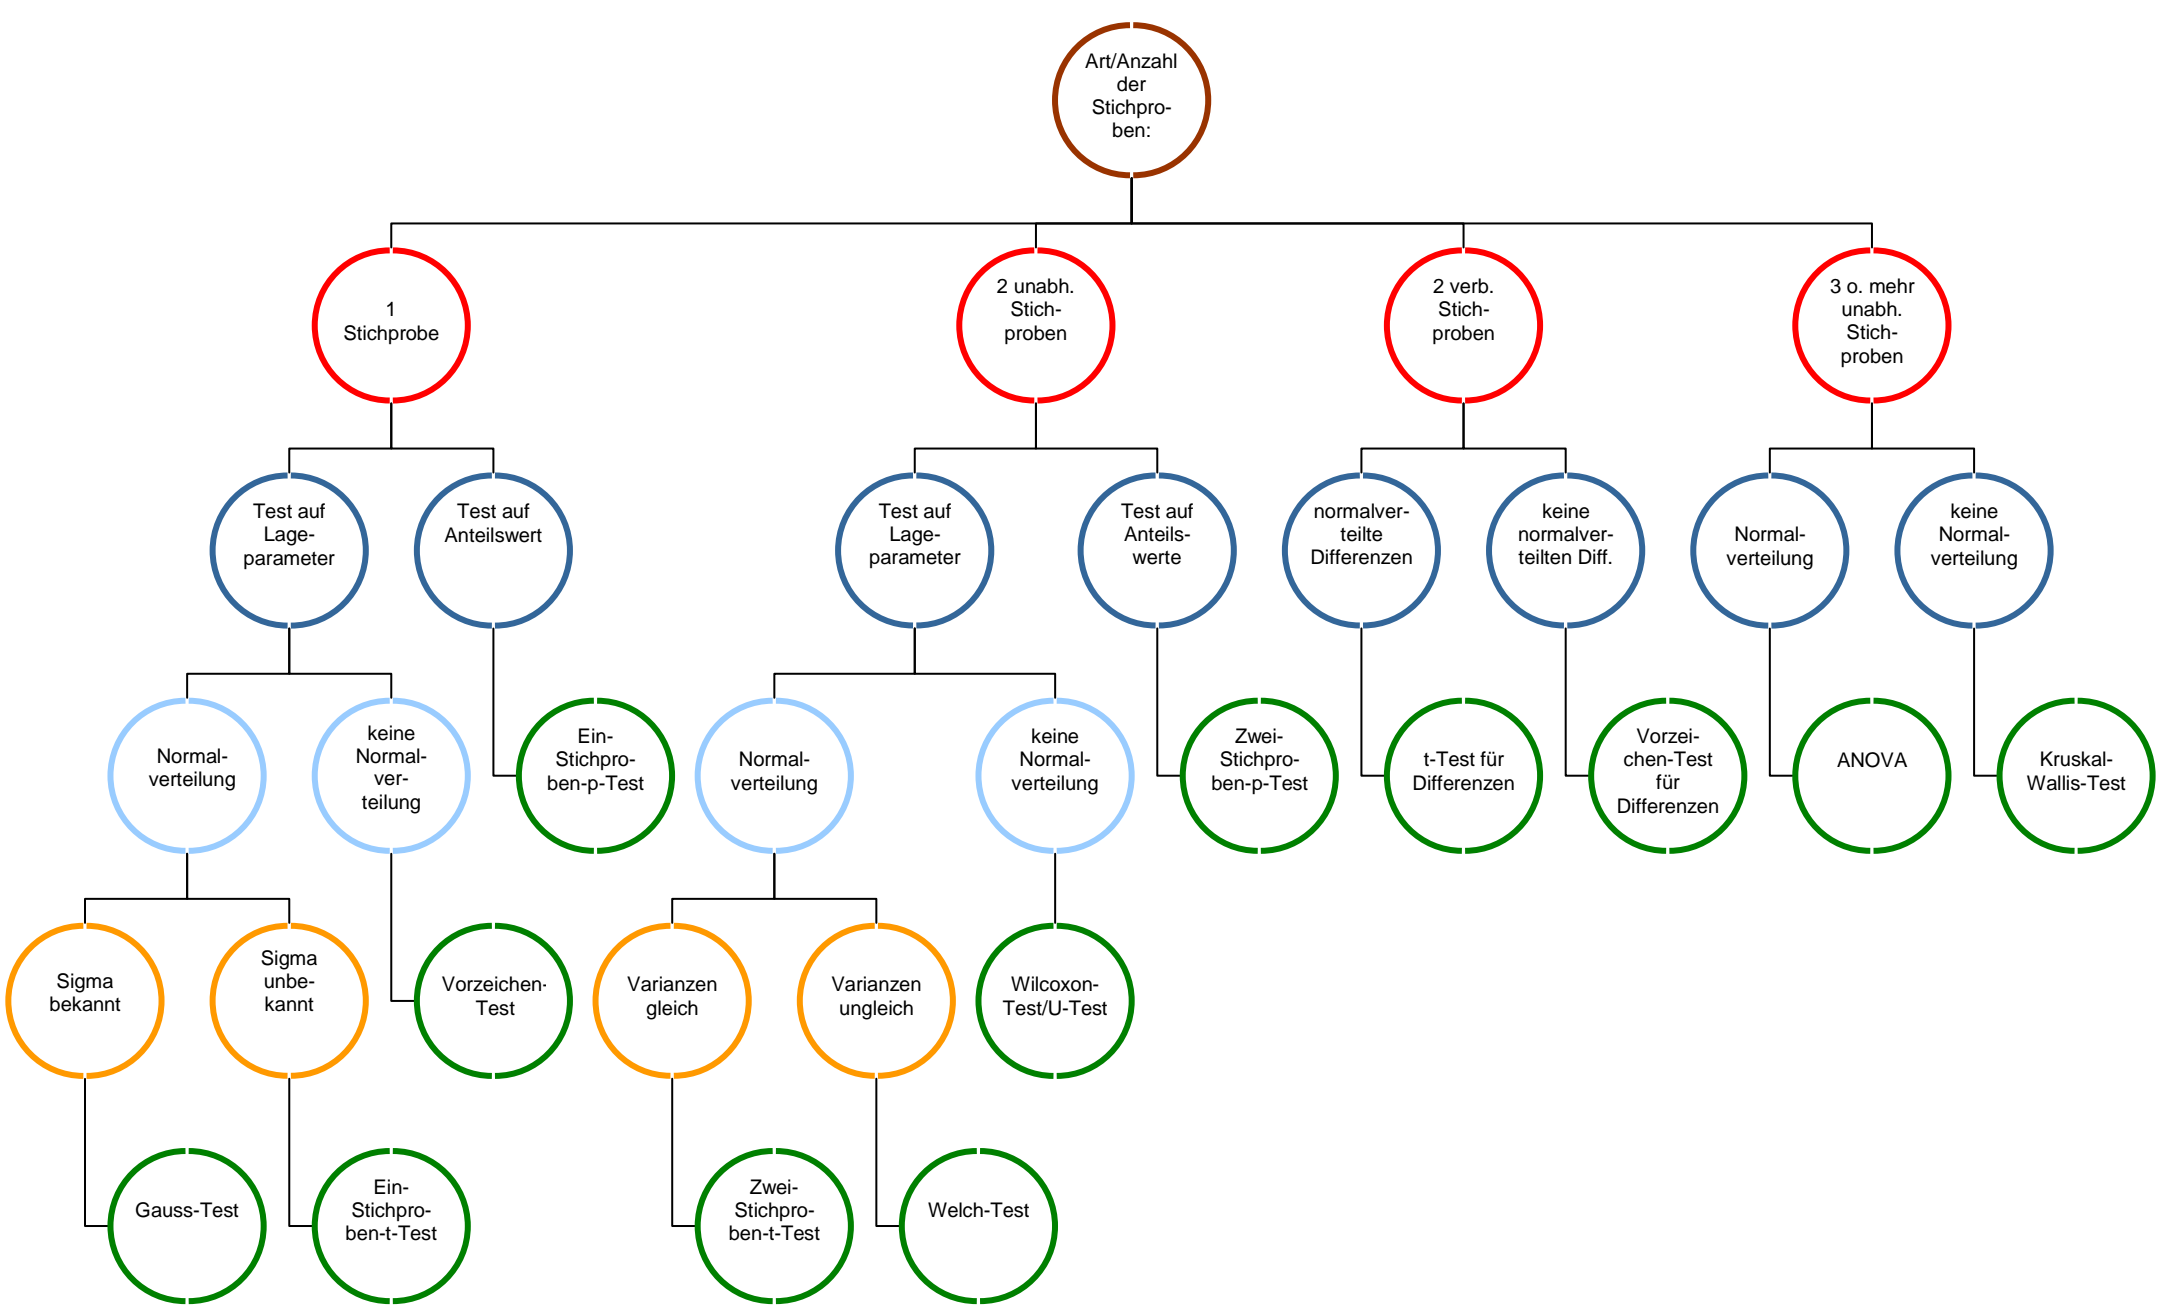 Art/Anzahl
der
Stichpro-
ben:
1
Stichprobe
2 unabh.
Stich-
proben
2 verb.
Stich-
proben
3 o. mehr
unabh.
Stich-
proben
Test auf
Lage-
parameter
Test auf
Anteilswert
Test auf
Lage-
parameter
Test auf
Anteils-
werte
normalver-
teilte
Differenzen
keine
normalver-
teilten Diff.
Normal-
verteilung
keine
Normal-
verteilung
Normal-
verteilung
keine
Normal-
ver-
teilung
Ein-
Stichpro-
ben-p-Test
Normal-
verteilung
keine
Normal-
verteilung
Zwei-
Stichpro-
ben-p-Test
t-Test für
Differenzen
Vorzei-
chen-Test
für
Differenzen
ANOVA
Kruskal-
Wallis-Test
Sigma
bekannt
Sigma
unbe-
kannt
Vorzeichen-
Test
Varianzen
gleich
Varianzen
ungleich
Wilcoxon-
Test/U-Test
Gauss-Test
Ein-
Stichpro-
ben-t-Test
Zwei-
Stichpro-
ben-t-Test
Welch-Test